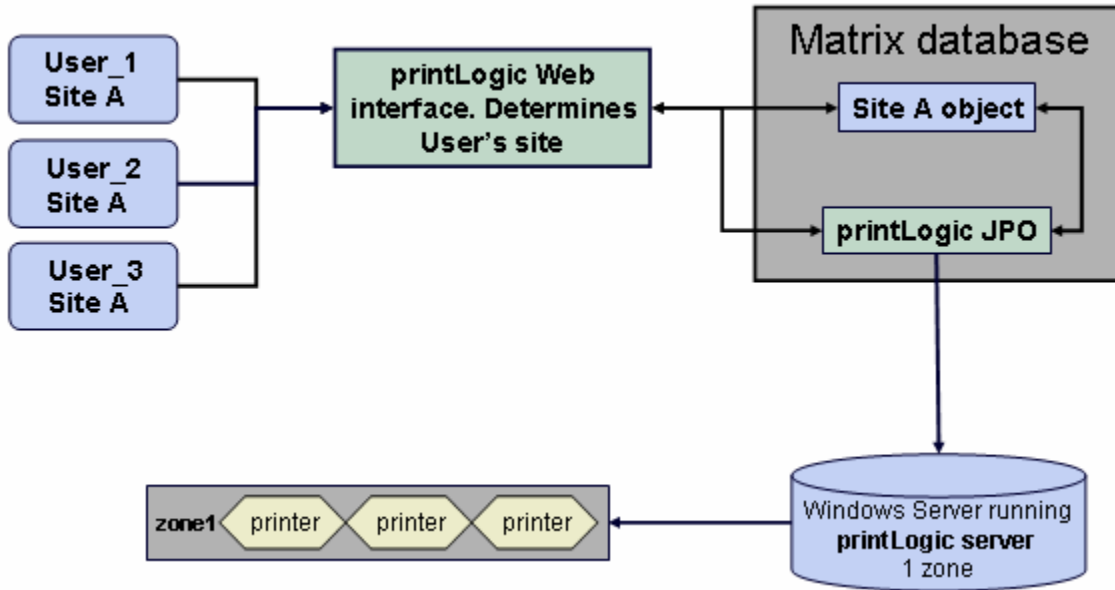 User_1
Site A
User_2
Site A
User_3
Site A
printLogic Web
interface. Determines
User's site
Matrix database
Site A object
printLogic JPO
Windows Server running
printLogic server
1 zone
zone1
printer
printer
printer